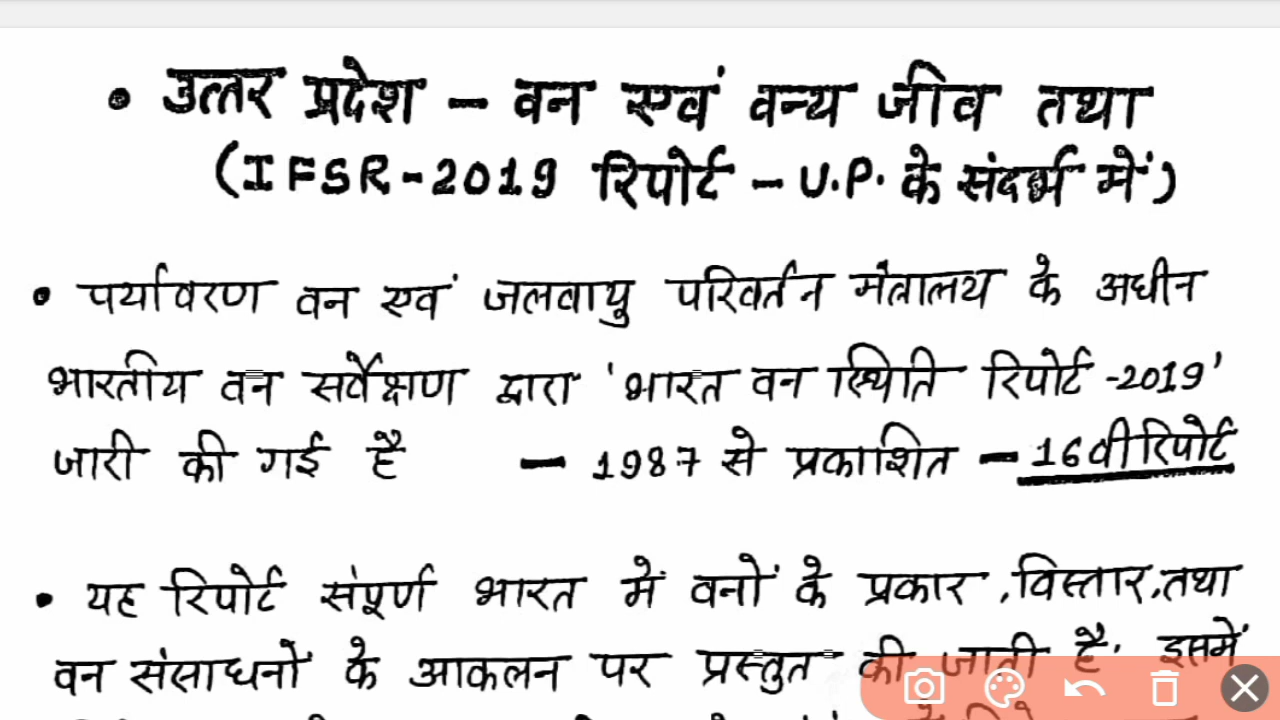 • उत्तर प्रदेश – वन एवं वन्य जीव तथा
(IFSR-2019 रिपोर्ट – U.P. के संदर्भ में)
• पर्यावरण वन एवं जलवायु परिवर्तन मंत्रालय के अधीन
भारतीय वन सर्वेक्षण द्वारा 'भारत वन स्थिति रिपोर्ट -2019'
जारी की गई है – 1987 से प्रकाशित – 16वी रिपोर्ट
• यह रिपोर्ट संपूर्ण भारत में वनों के प्रकार, विस्तार, तथा
वन संसाधनों के आकलन पर प्रस्तुत की जाती है. इसमें